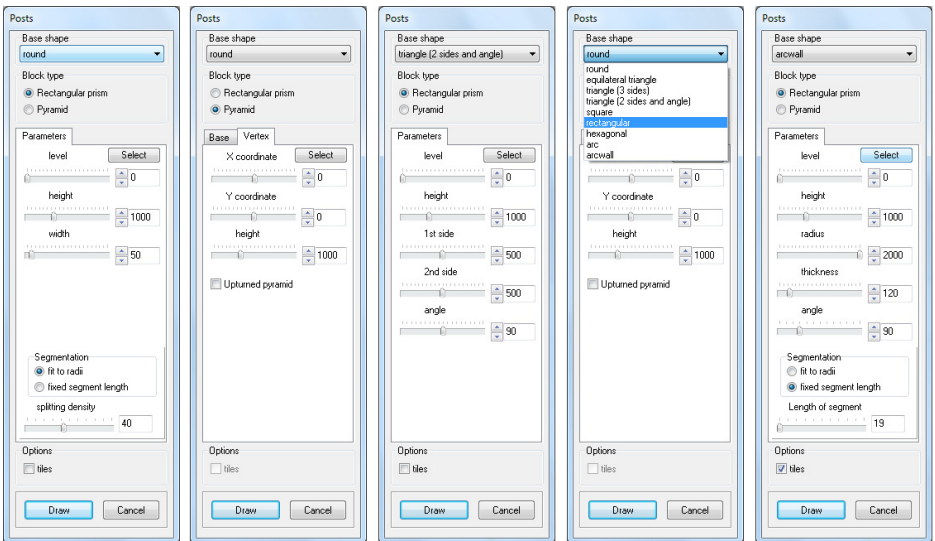 Posts
Base shape
round
Block type
Rectangular prism
Pyramid
Parameters
level
Select
0
height
1000
width
50
Segmentation
fit to radii
fixed segment length
splitting density
40
Options
tiles
Draw
Cancel
Posts
Base shape
round
Block type
Rectangular prism
Pyramid
Base
Vertex
X coordinate
Select
0
Y coordinate
0
height
1000
Upturned pyramid
Options
tiles
Draw
Cancel
Posts
Base shape
triangle (2 sides and angle)
Block type
Rectangular prism
Pyramid
Parameters
level
Select
0
height
1000
1st side
500
2nd side
500
angle
90
Options
tiles
Draw
Cancel
Posts
Base shape
round
round
equilateral triangle
triangle (3 sides)
triangle (2 sides and angle)
square
rectangular
hexagonal
arc
arcwall
0
Y coordinate
0
height
1000
Upturned pyramid
Options
tiles
Draw
Cancel
Posts
Base shape
arcwall
Block type
Rectangular prism
Pyramid
Parameters
level
Select
0
height
1000
radius
2000
thickness
120
angle
90
Segmentation
fit to radii
fixed segment length
Length of segment
19
Options
tiles
Draw
Cancel